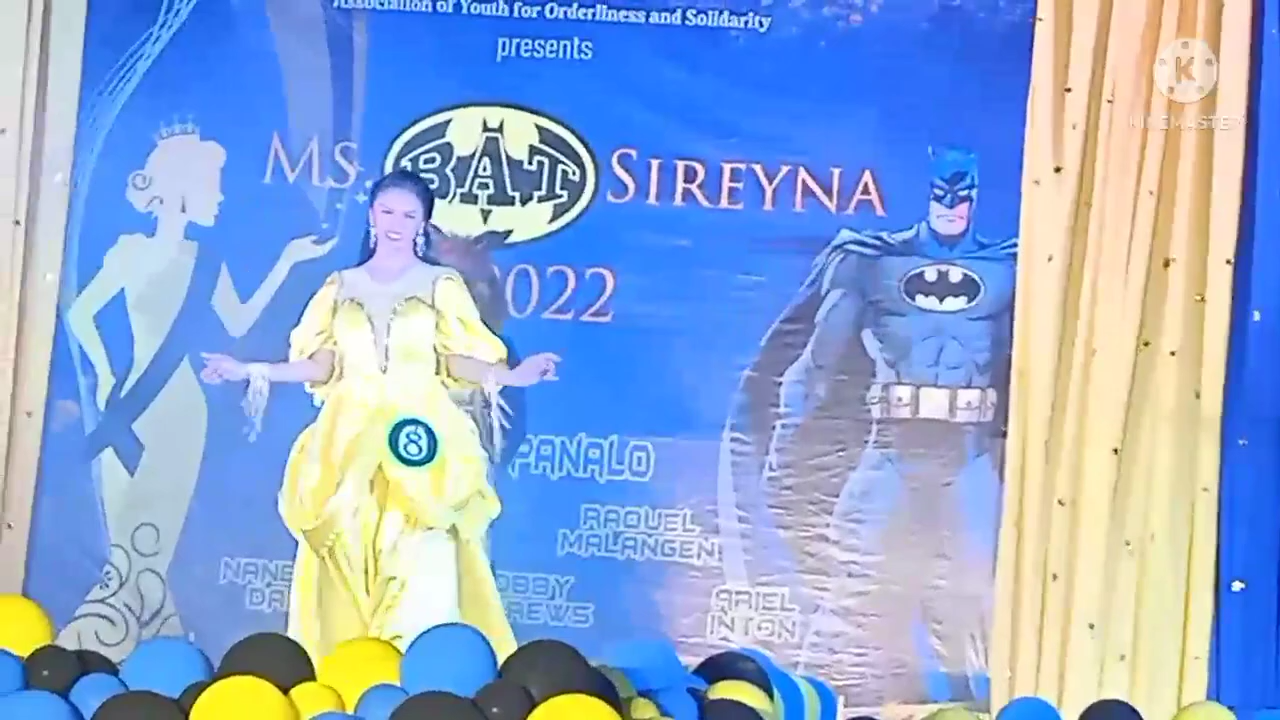 Association of Youth for Orderliness and Solidarity
presents
Ms. BAT SIREYNA
2022
PANALO
RAQUEL
MALANGEN
ARIEL
INTON
8
K
KINEMASTER